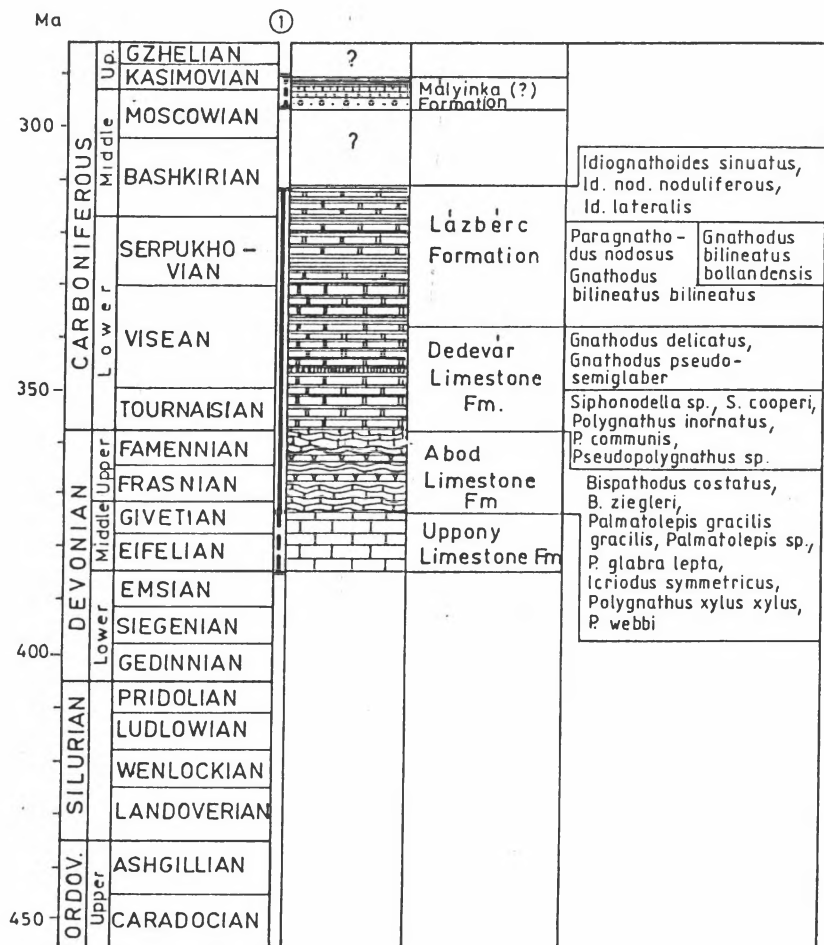 Ma
1
300
350
400
450
CARBONIFEROUS
DEVONIAN
SILURIAN
ORDOV.
Up.
Middle
Lower
Upper
Middle
Lower
Upper
GZHELIAN
KASIMOVIAN
MOSCOWIAN
BASHKIRIAN
SERPUKHO-
VIAN
VISEAN
TOURNAISIAN
FAMENNIAN
FRASNIAN
GIVETIAN
EIFELIAN
EMSIAN
SIEGENIAN
GEDINNIAN
PRIDOLIAN
LUDLOWIAN
WENLOCKIAN
LANDOVERIAN
ASHGILLIAN
CARADOCIAN
?
?
Mályinka (?)
Formation
Lázbérc
Formation
Dedevár
Limestone
Fm.
Abod
Limestone
Fm
Uppony
Limestone Fm
Idiognathoides sinuatus,
Id. nod. noduliferous,
Id. lateralis
Paragnatho-
dus nodosus
Gnathodus
bilineatus bilineatus
Gnathodus
bilineatus
bollandensis
Gnathodus delicatus,
Gnathodus pseudo-
semiglaber
Siphonodella sp., S. cooperi,
Polygnathus inornatus,
P. communis,
Pseudopolygnathus sp.
Bispathodus costatus,
B. ziegleri,
Palmatolepis gracilis
gracilis, Palmatolepis sp.,
P. glabra lepta,
Icriodus symmetricus,
Polygnathus xylus xylus,
P. webbi